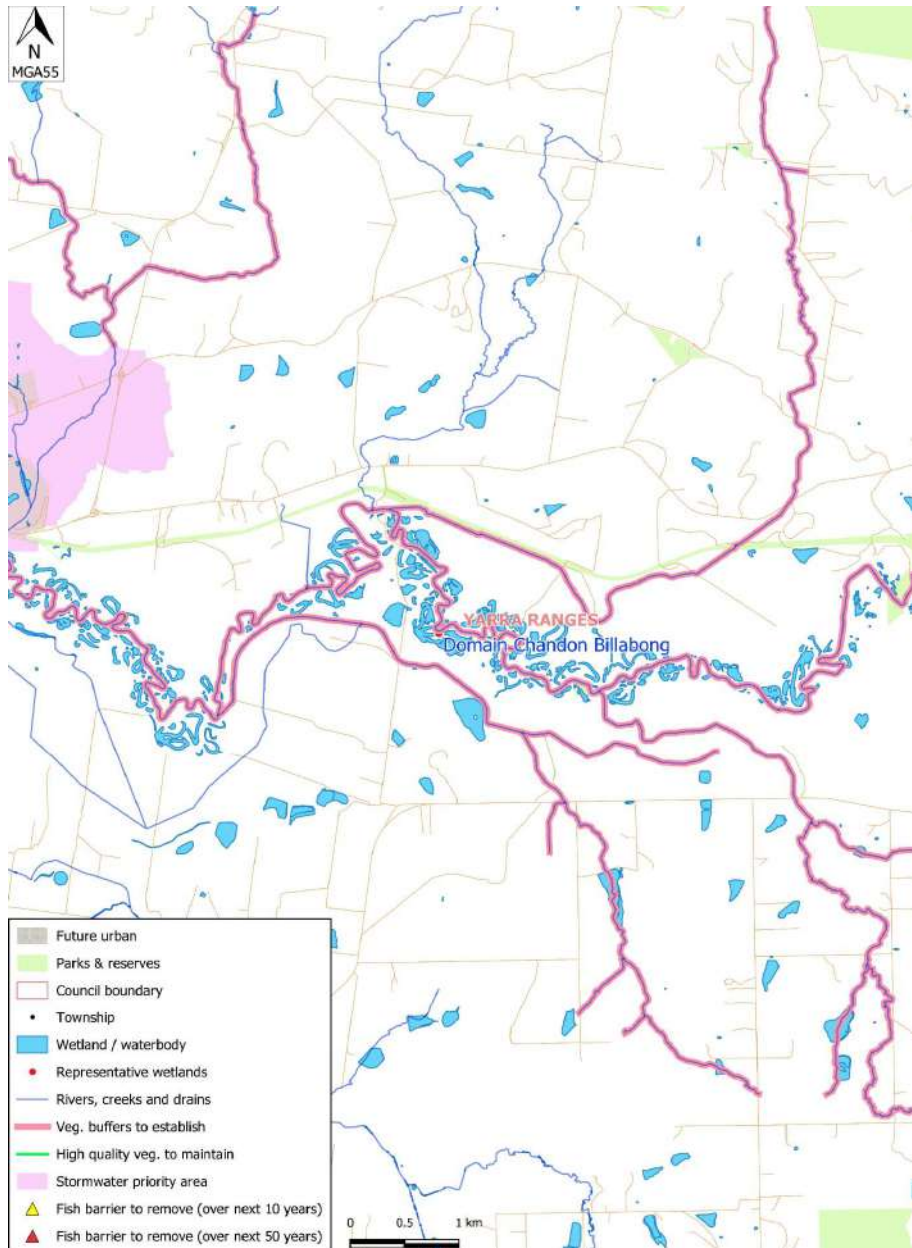 N
MGA55
YARRA RANGES
Domain Chandon Billabong
Future urban
Parks & reserves
Council boundary
Township
Wetland / waterbody
Representative wetlands
Rivers, creeks and drains
Veg. buffers to establish
High quality veg. to maintain
Stormwater priority area
Fish barrier to remove (over next 10 years)
Fish barrier to remove (over next 50 years)
0 0.5 1 km